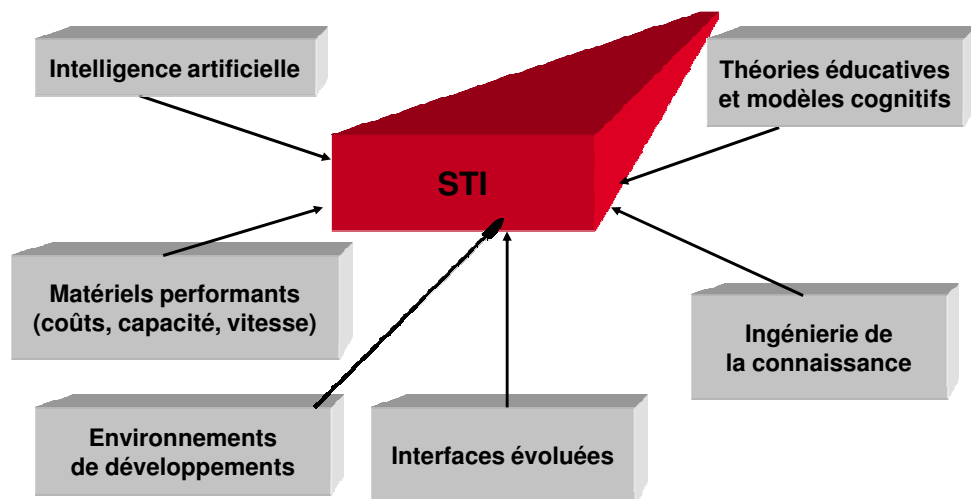 Intelligence artificielle
Théories éducatives
et modèles cognitifs
STI
Matériels performants
(coûts, capacité, vitesse)
Ingénierie de
la connaissance
Environnements
de développements
Interfaces évoluées